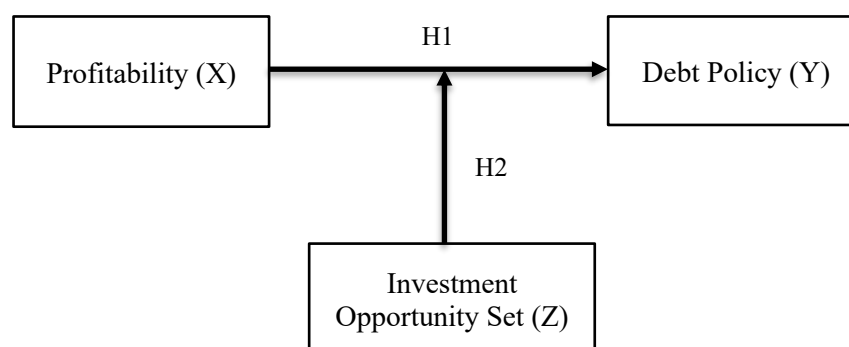 H1
Profitability (X)
Debt Policy (Y)
H2
Investment
Opportunity Set (Z)